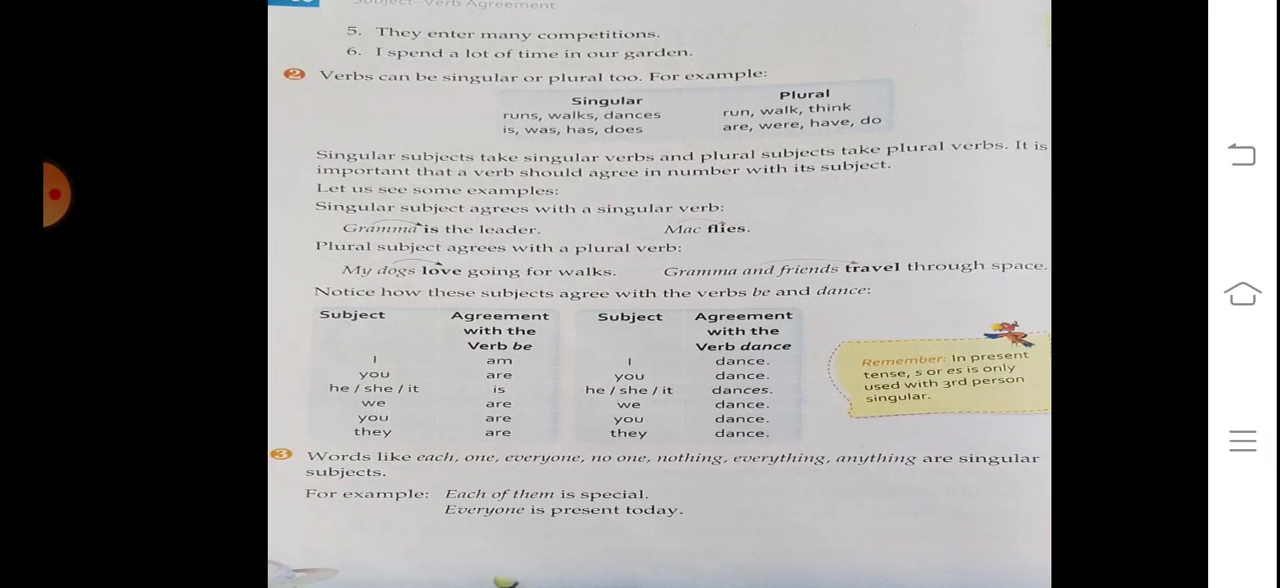 Subject–Verb Agreement
5. They enter many competitions.
6. I spend a lot of time in our garden.
2 Verbs can be singular or plural too. For example:
Singular Plural
runs, walks, dances run, walk, think
is, was, has, does are, were, have, do
Singular subjects take singular verbs and plural subjects take plural verbs. It is
important that a verb should agree in number with its subject.
Let us see some examples:
Singular subject agrees with a singular verb:
Gramma is the leader. Mac flies.
Plural subject agrees with a plural verb:
My dogs love going for walks. Gramma and friends travel through space.
Notice how these subjects agree with the verbs be and dance:
Subject Agreement Subject Agreement
with the with the
Verb be Verb dance
I am I dance.
you are you dance.
he / she / it is he / she / it dances.
we are we dance.
you are you dance.
they are they dance.
Remember: In present
tense, s or es is only
used with 3rd person
singular.
3 Words like each, one, everyone, no one, nothing, everything, anything are singular
subjects.
For example: Each of them is special.
Everyone is present today.